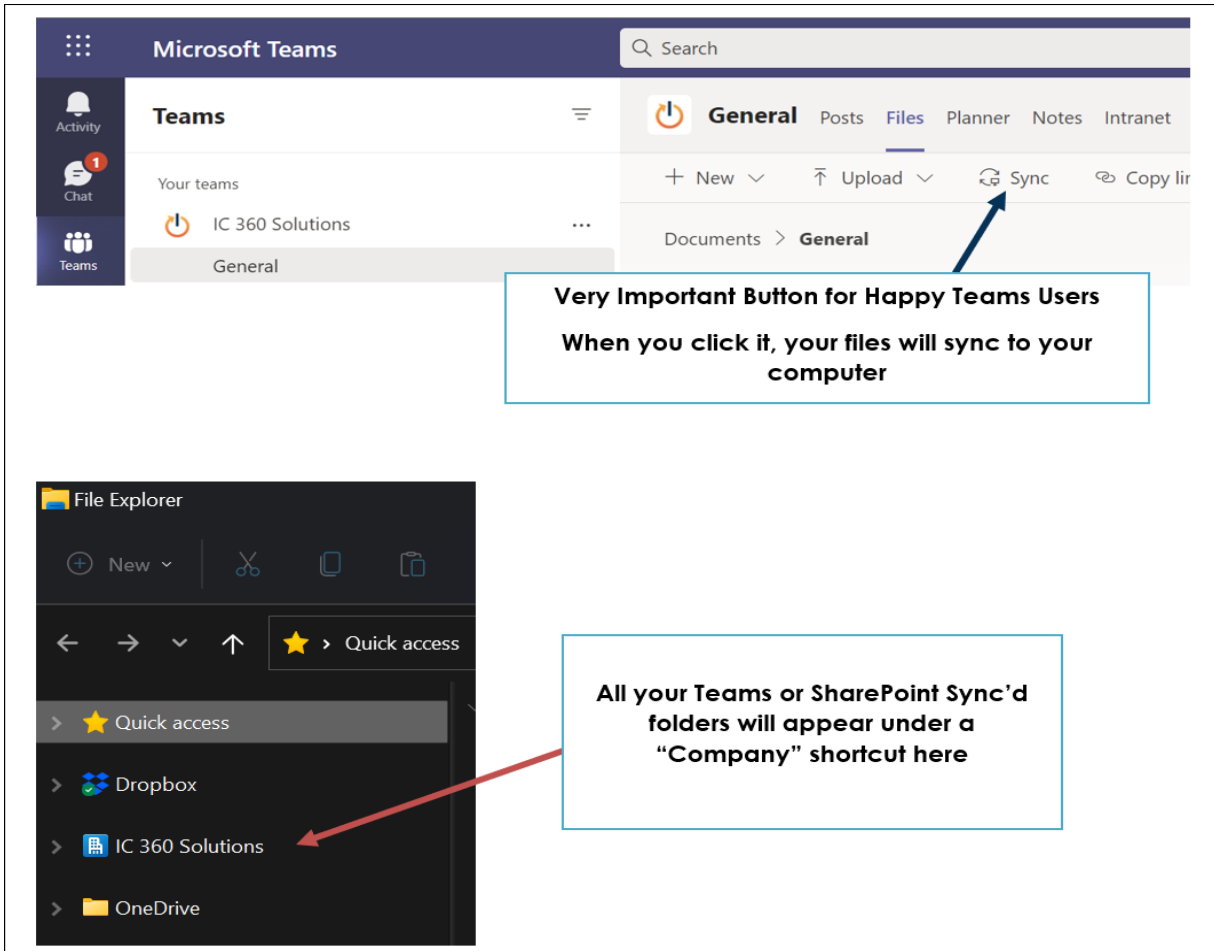 Microsoft Teams
Search
Activity
Teams
General Posts Files Planner Notes Intranet
1
Chat
Your teams
New Upload Sync Copy lin
IC 360 Solutions
...
Documents > General
Teams
General
Very Important Button for Happy Teams Users
When you click it, your files will sync to your
computer
File Explorer
New
Quick access
Quick access
Dropbox
IC 360 Solutions
OneDrive
All your Teams or SharePoint Sync’d
folders will appear under a
“Company” shortcut here